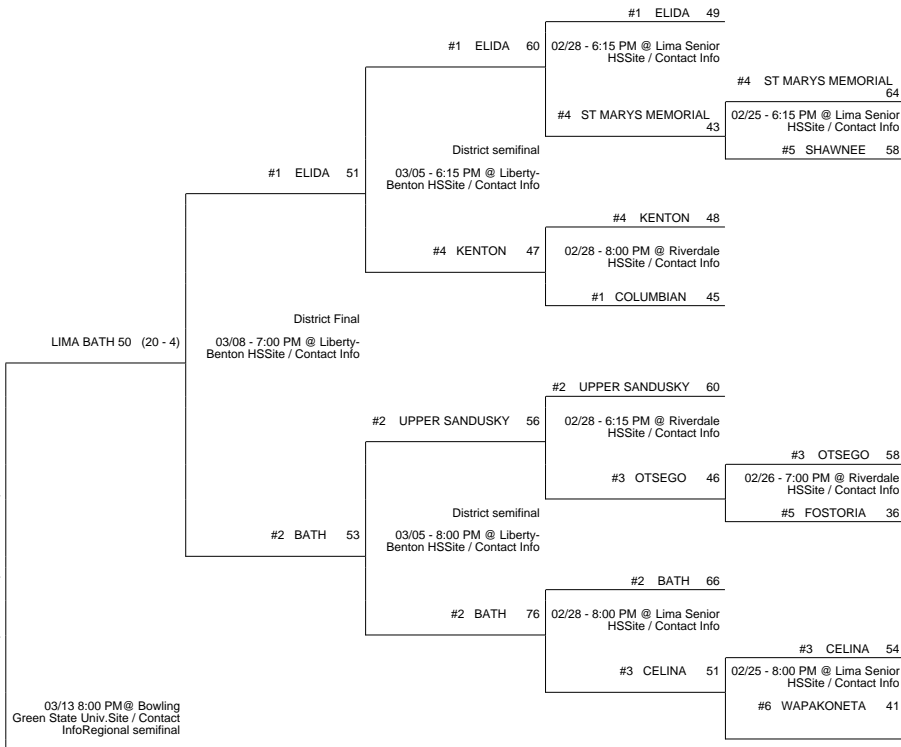 #1 ELIDA 49
#1 ELIDA 60
02/28 - 6:15 PM @ Lima Senior
HSSite / Contact Info
#4 ST MARYS MEMORIAL
64
#4 ST MARYS MEMORIAL
43
02/25 - 6:15 PM @ Lima Senior
HSSite / Contact Info
#5 SHAWNEE 58
District semifinal
03/05 - 6:15 PM @ Liberty-
Benton HSSite / Contact Info
#1 ELIDA 51
#4 KENTON 48
#4 KENTON 47
02/28 - 8:00 PM @ Riverdale
HSSite / Contact Info
#1 COLUMBIAN 45
District Final
03/08 - 7:00 PM @ Liberty-
Benton HSSite / Contact Info
LIMA BATH 50 (20 - 4)
#2 UPPER SANDUSKY 60
#2 UPPER SANDUSKY 56
02/28 - 6:15 PM @ Riverdale
HSSite / Contact Info
#3 OTSEGO 58
#3 OTSEGO 46
02/26 - 7:00 PM @ Riverdale
HSSite / Contact Info
#5 FOSTORIA 36
District semifinal
03/05 - 8:00 PM @ Liberty-
Benton HSSite / Contact Info
#2 BATH 53
#2 BATH 66
#2 BATH 76
02/28 - 8:00 PM @ Lima Senior
HSSite / Contact Info
#3 CELINA 54
#3 CELINA 51
02/25 - 8:00 PM @ Lima Senior
HSSite / Contact Info
#6 WAPAKONETA 41
03/13 8:00 PM@ Bowling
Green State Univ.Site / Contact
InfoRegional semifinal